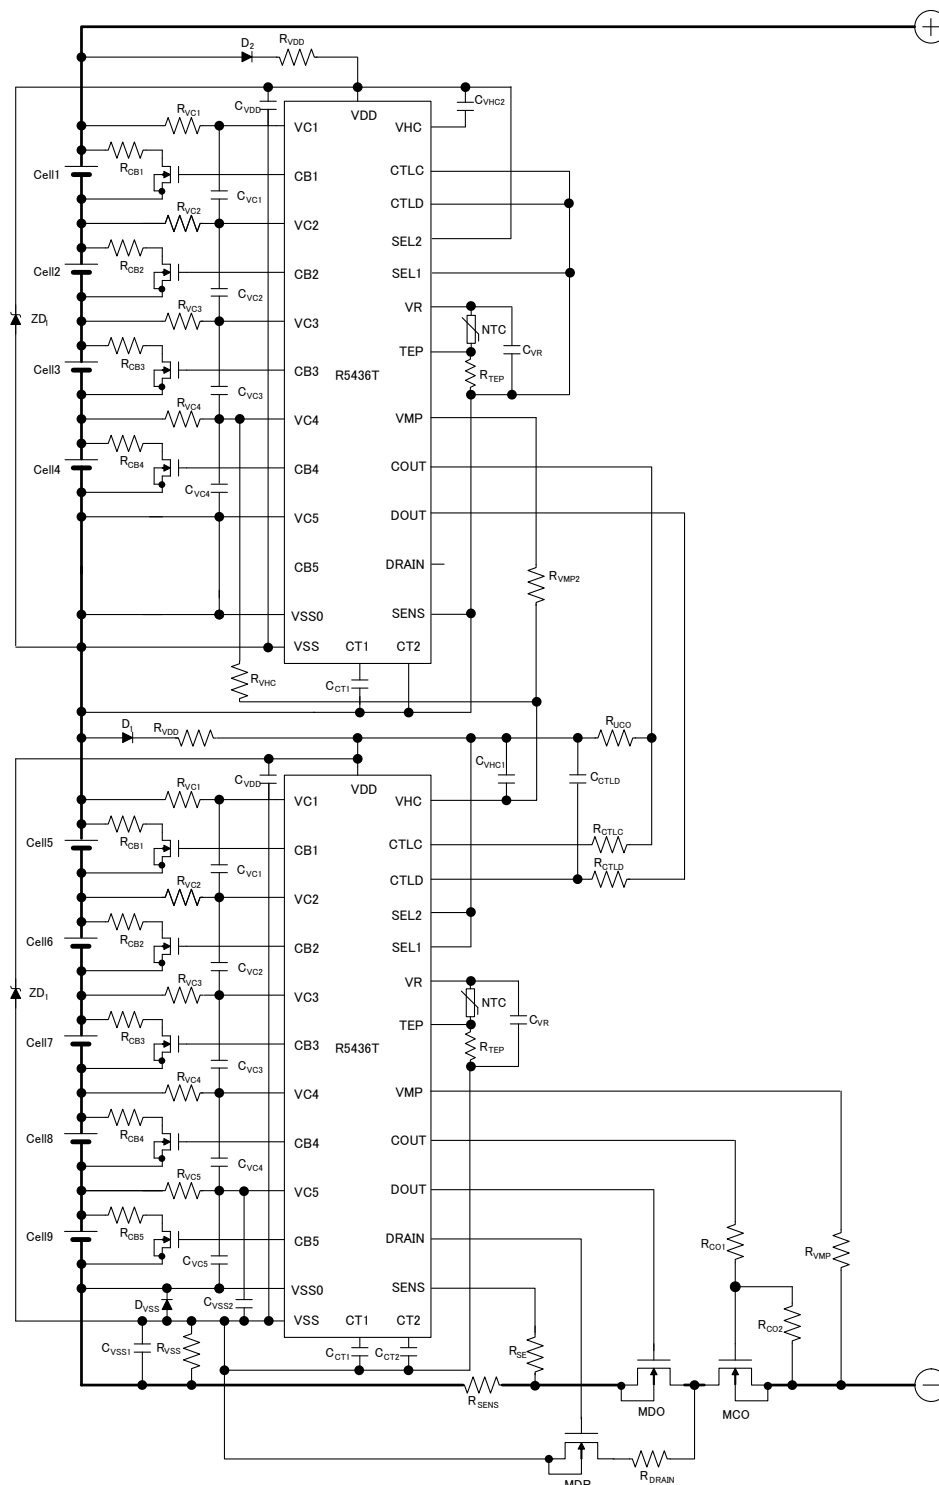 D2
RVDD
CVDD
VDD
CVHC2
RVC1
VC1
VHC
Cell1
RCB1
CB1
CVC1
CTLC
CTLD
RVC2
VC2
SEL2
Cell2
RCB2
CB2
SEL1
CVC2
RVC3
VC3
VR
ZD1
NTC
CVR
TEP
Cell3
RCB3
CB3
R5436T
RTEP
CVC3
RVC4
VC4
VMP
Cell4
RCB4
CB4
COUT
CVC4
VC5
DOUT
CB5
DRAIN
RVMP2
VSS0
SENS
VSS
CT1
CT2
RVHC
CCT1
D1
RVDD
RUCO
CVDD
VDD
CVHC1
CCTLD
RVC1
VC1
VHC
Cell5
RCB1
CB1
CTLC
RCTLC
CVC1
CTLD
RCTLD
RVC2
VC2
SEL2
Cell6
RCB2
CB2
SEL1
CVC2
RVC3
VC3
VR
ZD1
NTC
CVR
TEP
Cell7
RCB3
CB3
R5436T
RTEP
CVC3
RVC4
VC4
VMP
Cell8
RCB4
CB4
COUT
CVC4
RVC5
VC5
DOUT
Cell9
RCB5
CB5
DRAIN
RCO1
RVMP
CVC5
VSS0
SENS
DVSS
CVSS2
VSS
CT1
CT2
RCO2
CVSS1
RVSS
CCT1
CCT2
RSE
RSENS
MDO
MCO
RDRAIN
MDR